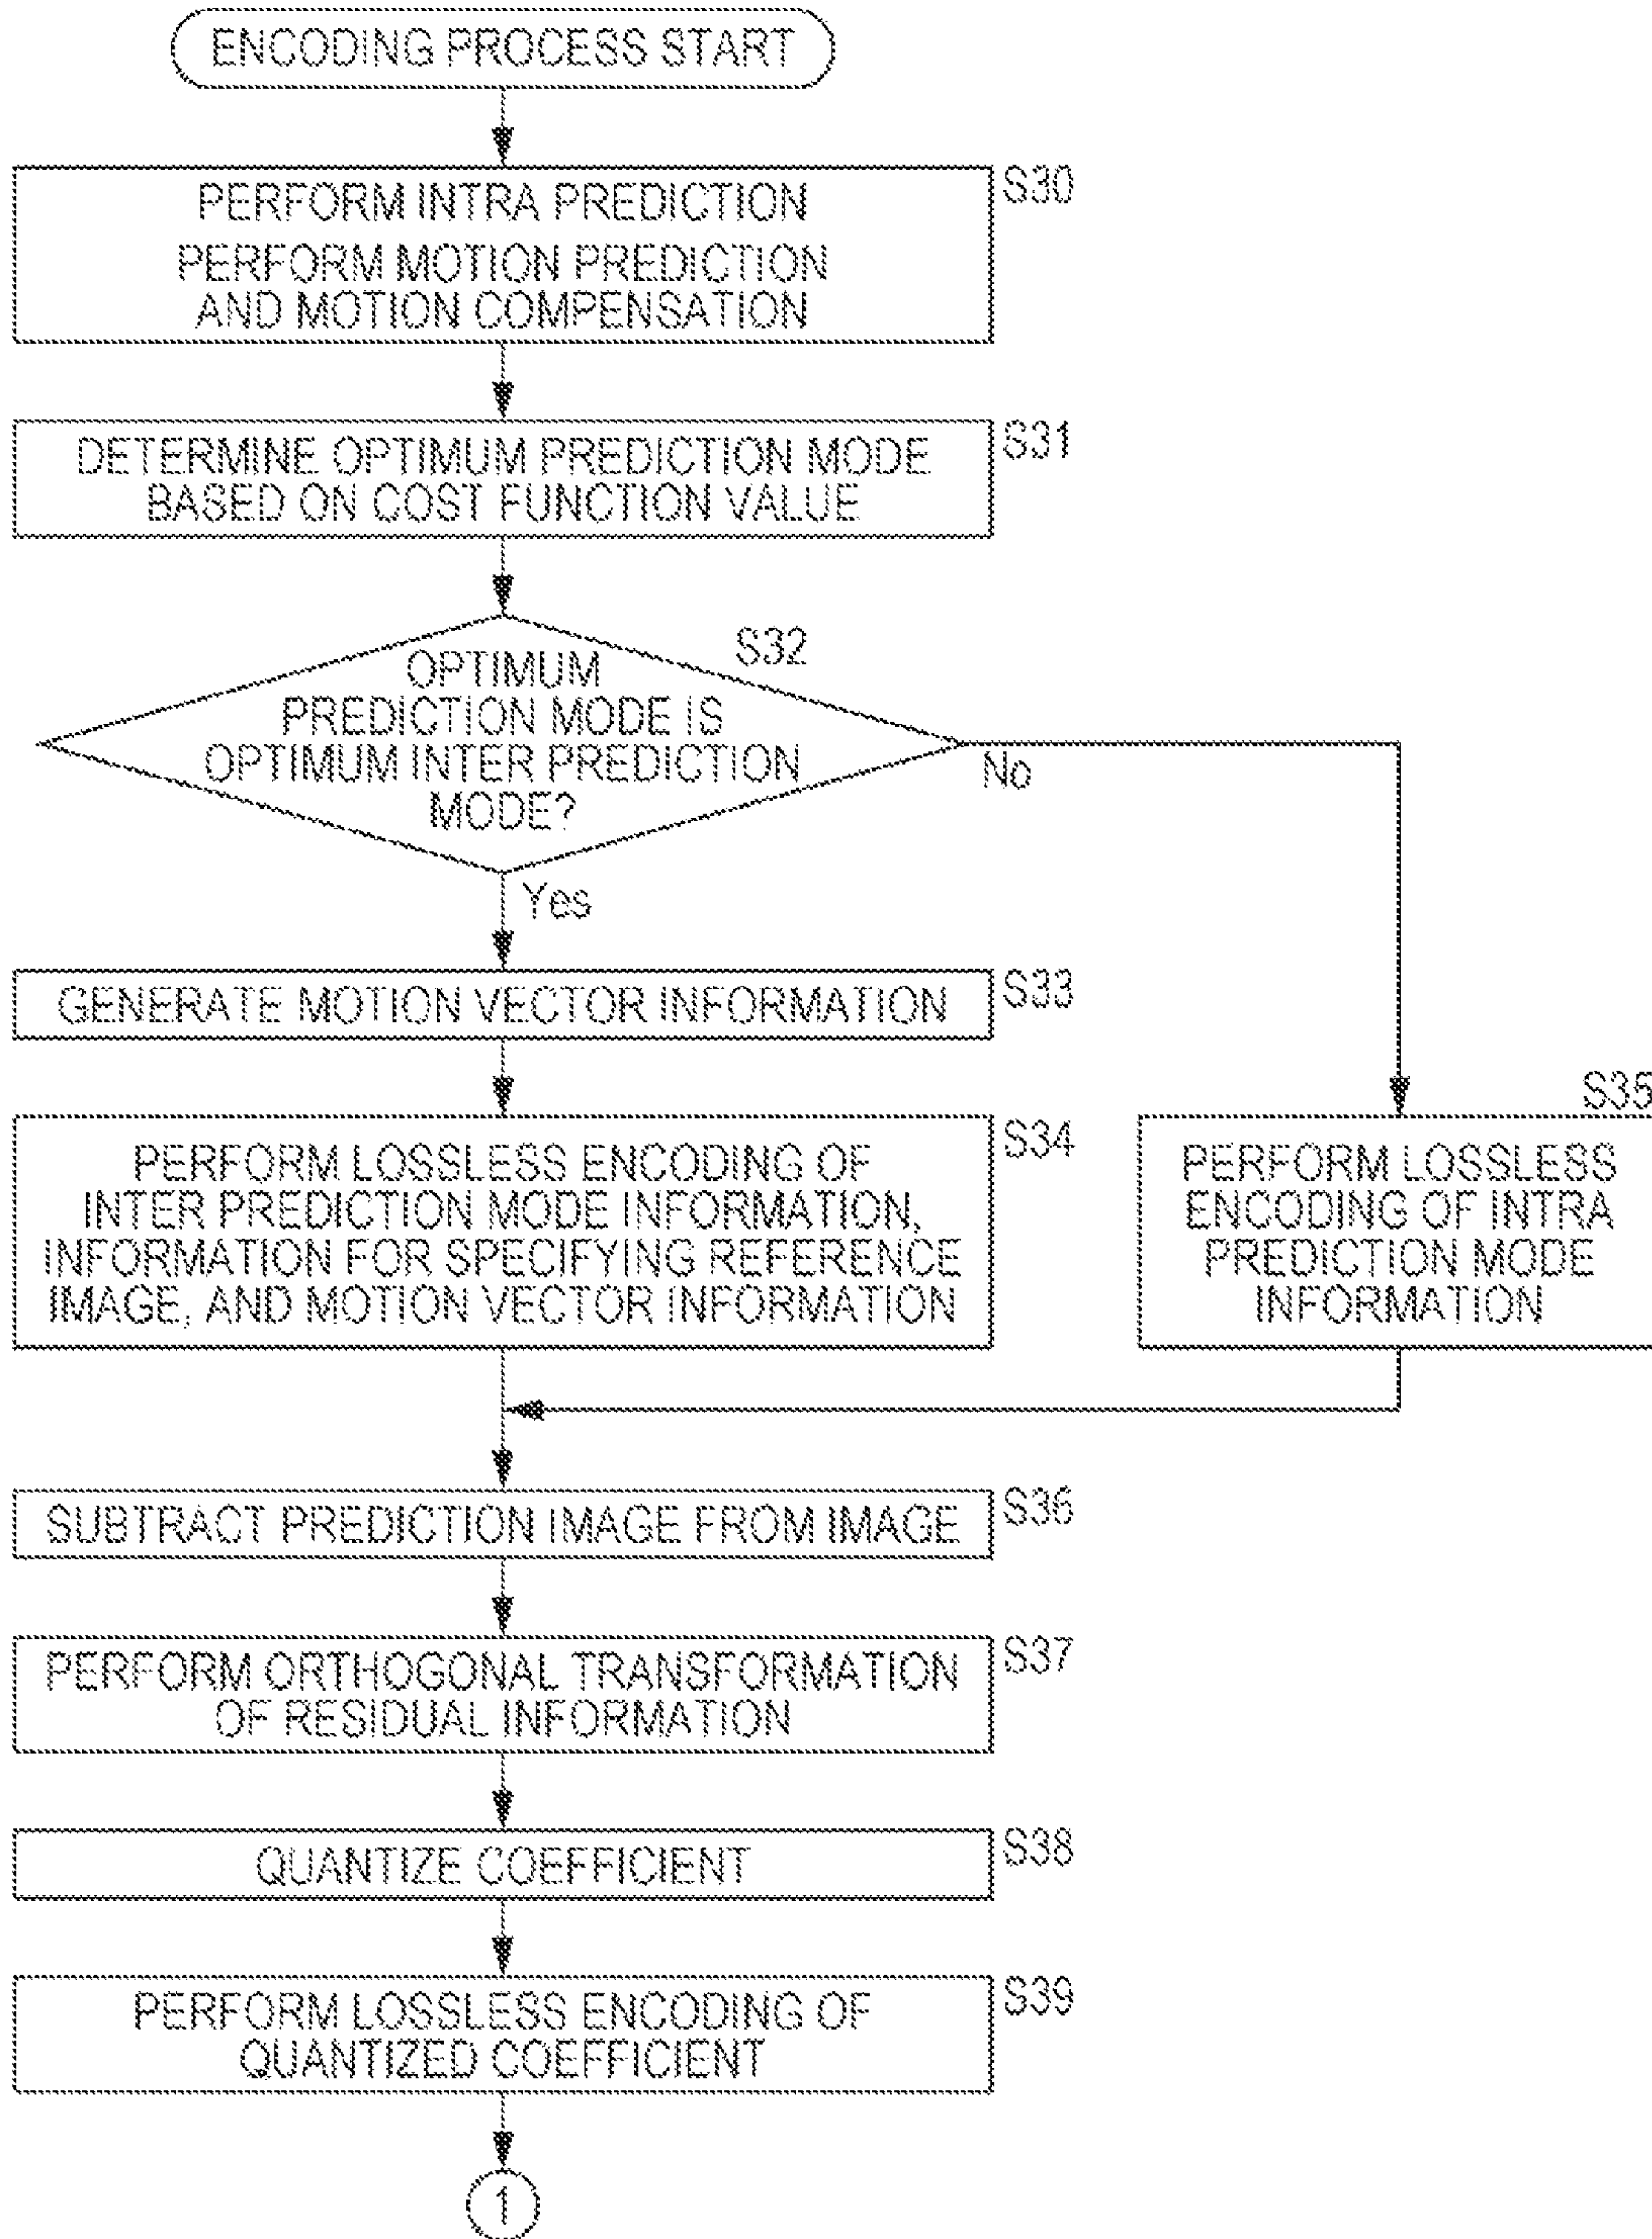 ENCODING PROCESS START
S30
PERFORM INTRA PREDICTION
PERFORM MOTION PREDICTION
AND MOTION COMPENSATION
S31
DETERMINE OPTIMUM PREDICTION MODE
BASED ON COST FUNCTION VALUE
S32
OPTIMUM
PREDICTION MODE IS
OPTIMUM INTER PREDICTION
MODE?
No
Yes
S33
GENERATE MOTION VECTOR INFORMATION
S34
PERFORM LOSSLESS ENCODING OF
INTER PREDICTION MODE INFORMATION,
INFORMATION FOR SPECIFYING REFERENCE
IMAGE, AND MOTION VECTOR INFORMATION
S35
PERFORM LOSSLESS
ENCODING OF INTRA
PREDICTION MODE
INFORMATION
S36
SUBTRACT PREDICTION IMAGE FROM IMAGE
S37
PERFORM ORTHOGONAL TRANSFORMATION
OF RESIDUAL INFORMATION
S38
QUANTIZE COEFFICIENT
S39
PERFORM LOSSLESS ENCODING OF
QUANTIZED COEFFICIENT
1